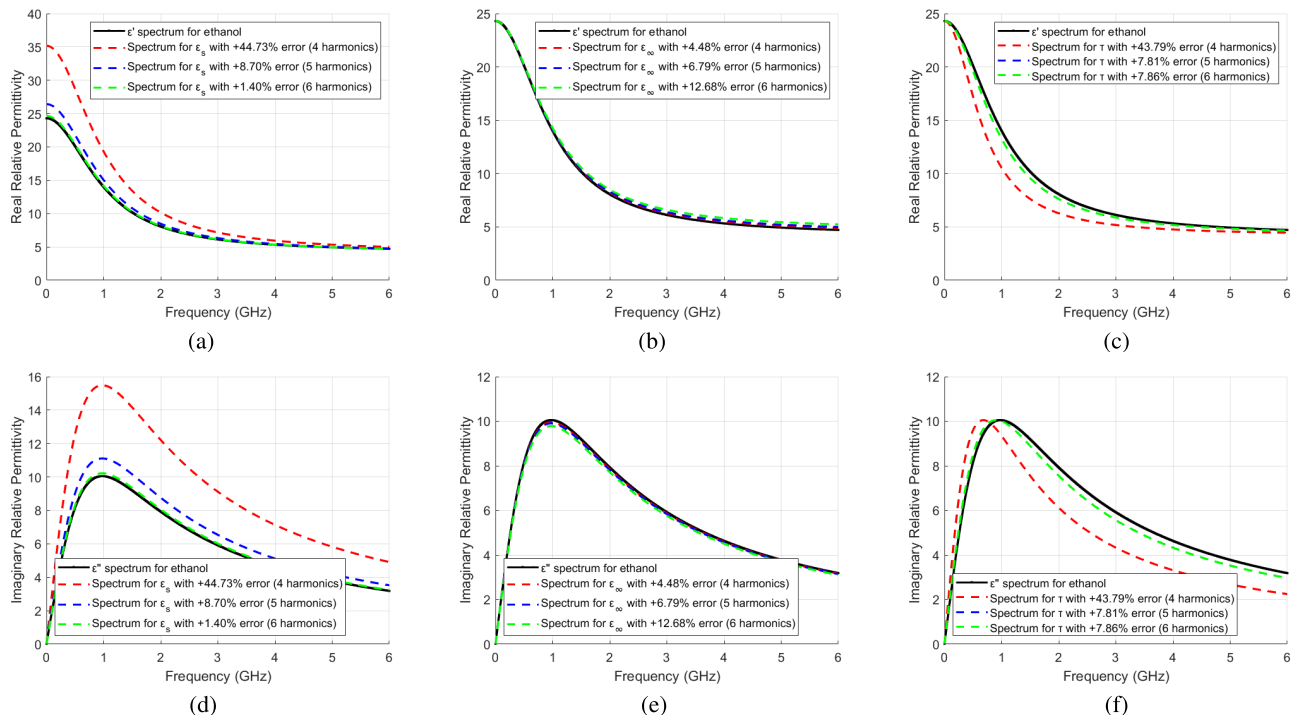 40
35
30
25
20
15
10
5
0
Real Relative Permittivity
ε' spectrum for ethanol
Spectrum for εs with +44.73% error (4 harmonics)
Spectrum for εs with +8.70% error (5 harmonics)
Spectrum for εs with +1.40% error (6 harmonics)
0 1 2 3 4 5 6
Frequency (GHz)
(a)
25
20
15
10
5
0
Real Relative Permittivity
ε' spectrum for ethanol
Spectrum for ε∞ with +4.48% error (4 harmonics)
Spectrum for ε∞ with +6.79% error (5 harmonics)
Spectrum for ε∞ with +12.68% error (6 harmonics)
0 1 2 3 4 5 6
Frequency (GHz)
(b)
25
20
15
10
5
0
Real Relative Permittivity
ε' spectrum for ethanol
Spectrum for τ with +43.79% error (4 harmonics)
Spectrum for τ with +7.81% error (5 harmonics)
Spectrum for τ with +7.86% error (6 harmonics)
0 1 2 3 4 5 6
Frequency (GHz)
(c)
16
14
12
10
8
6
4
2
0
Imaginary Relative Permittivity
ε" spectrum for ethanol
Spectrum for εs with +44.73% error (4 harmonics)
Spectrum for εs with +8.70% error (5 harmonics)
Spectrum for εs with +1.40% error (6 harmonics)
0 1 2 3 4 5 6
Frequency (GHz)
(d)
12
10
8
6
4
2
0
Imaginary Relative Permittivity
ε" spectrum for ethanol
Spectrum for ε∞ with +4.48% error (4 harmonics)
Spectrum for ε∞ with +6.79% error (5 harmonics)
Spectrum for ε∞ with +12.68% error (6 harmonics)
0 1 2 3 4 5 6
Frequency (GHz)
(e)
12
10
8
6
4
2
0
Imaginary Relative Permittivity
ε" spectrum for ethanol
Spectrum for τ with +43.79% error (4 harmonics)
Spectrum for τ with +7.81% error (5 harmonics)
Spectrum for τ with +7.86% error (6 harmonics)
0 1 2 3 4 5 6
Frequency (GHz)
(f)